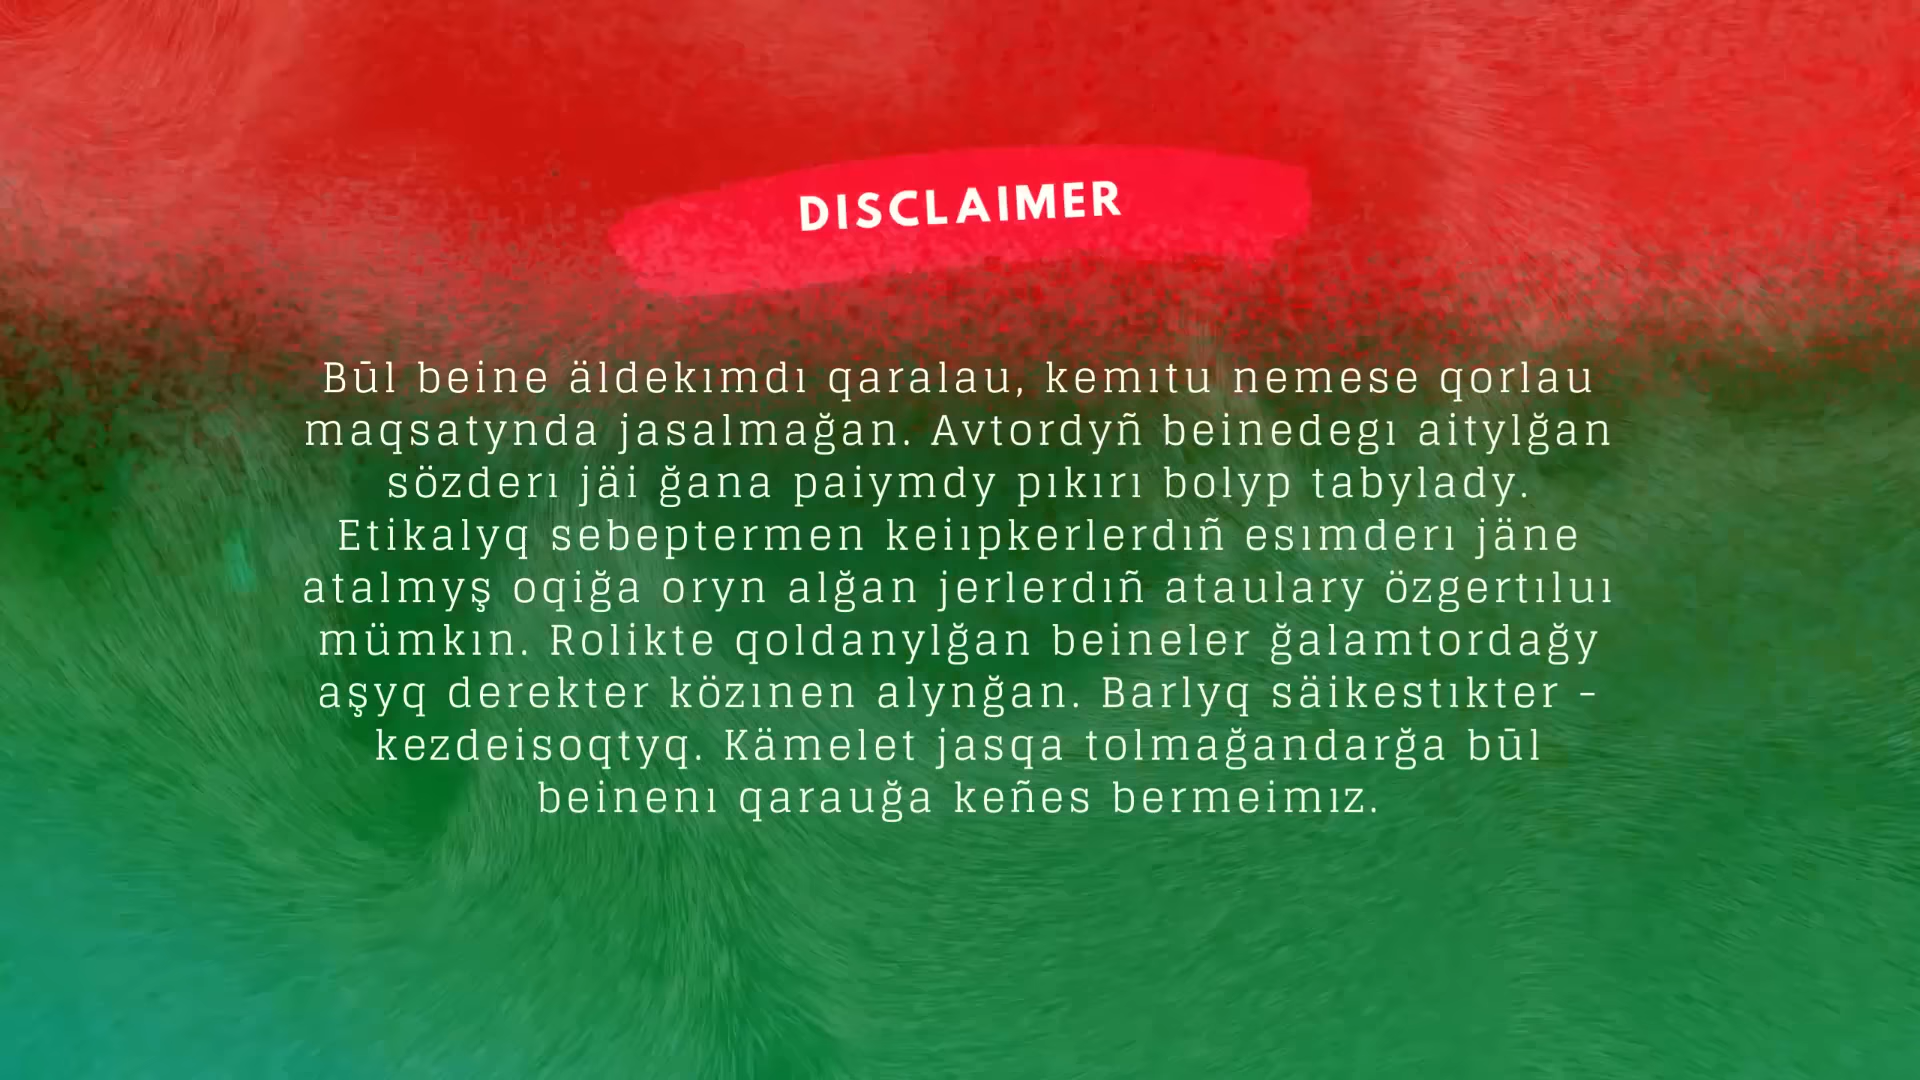 DISCLAIMER
Būl beine äldekımdı qaralau, kemıtu nemese qorlau
maqsatynda jasalmağan. Avtordyñ beinedegı aitylğan
sözderı jäi ğana paiymdy pıkırı bolyp tabylady.
Etikalyq sebeptermen keiıpkerlerdıñ esımderı jäne
atalmyş oqiğa oryn alğan jerlerdıñ ataulary özgertıluı
mümkın. Rolikte qoldanylğan beineler ğalamtordağy
aşyq derekter közınen alynğan. Barlyq säikestıkter -
kezdeisoqtyq. Kämelet jasqa tolmağandarğa būl
beinenı qarauğa keñes bermeimız.